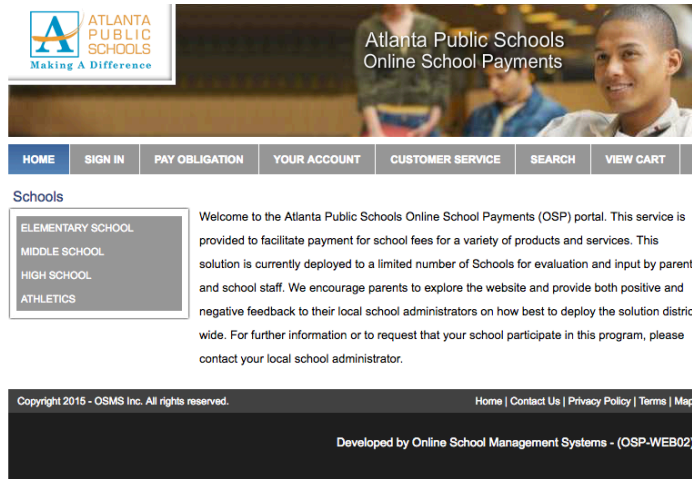 ATLANTA
PUBLIC
SCHOOLS
Making A Difference
Atlanta Public Schools
Online School Payments
HOME SIGN IN PAY OBLIGATION YOUR ACCOUNT CUSTOMER SERVICE SEARCH VIEW CART
Schools
ELEMENTARY SCHOOL
MIDDLE SCHOOL
HIGH SCHOOL
ATHLETICS
Welcome to the Atlanta Public Schools Online School Payments (OSP) portal. This service is
provided to facilitate payment for school fees for a variety of products and services. This
solution is currently deployed to a limited number of Schools for evaluation and input by parent
and school staff. We encourage parents to explore the website and provide both positive and
negative feedback to their local school administrators on how best to deploy the solution distric
wide. For further information or to request that your school participate in this program, please
contact your local school administrator.
Copyright 2015 - OSMS Inc. All rights reserved.
Home | Contact Us | Privacy Policy | Terms | Map
Developed by Online School Management Systems - (OSP-WEB02)